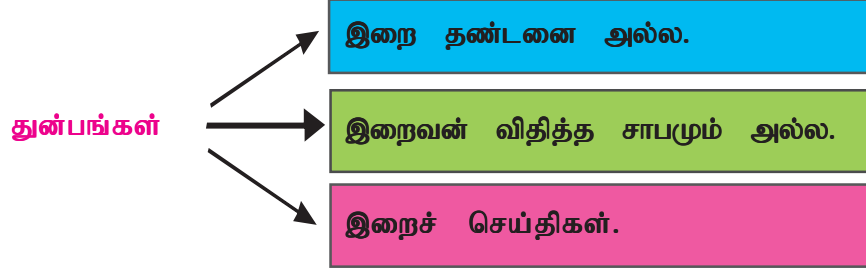 இறை தண்டனை அல்ல.
துன்பங்கள்
இறைவன் விதித்த சாபமும் அல்ல.
இறைச் செய்திகள்.